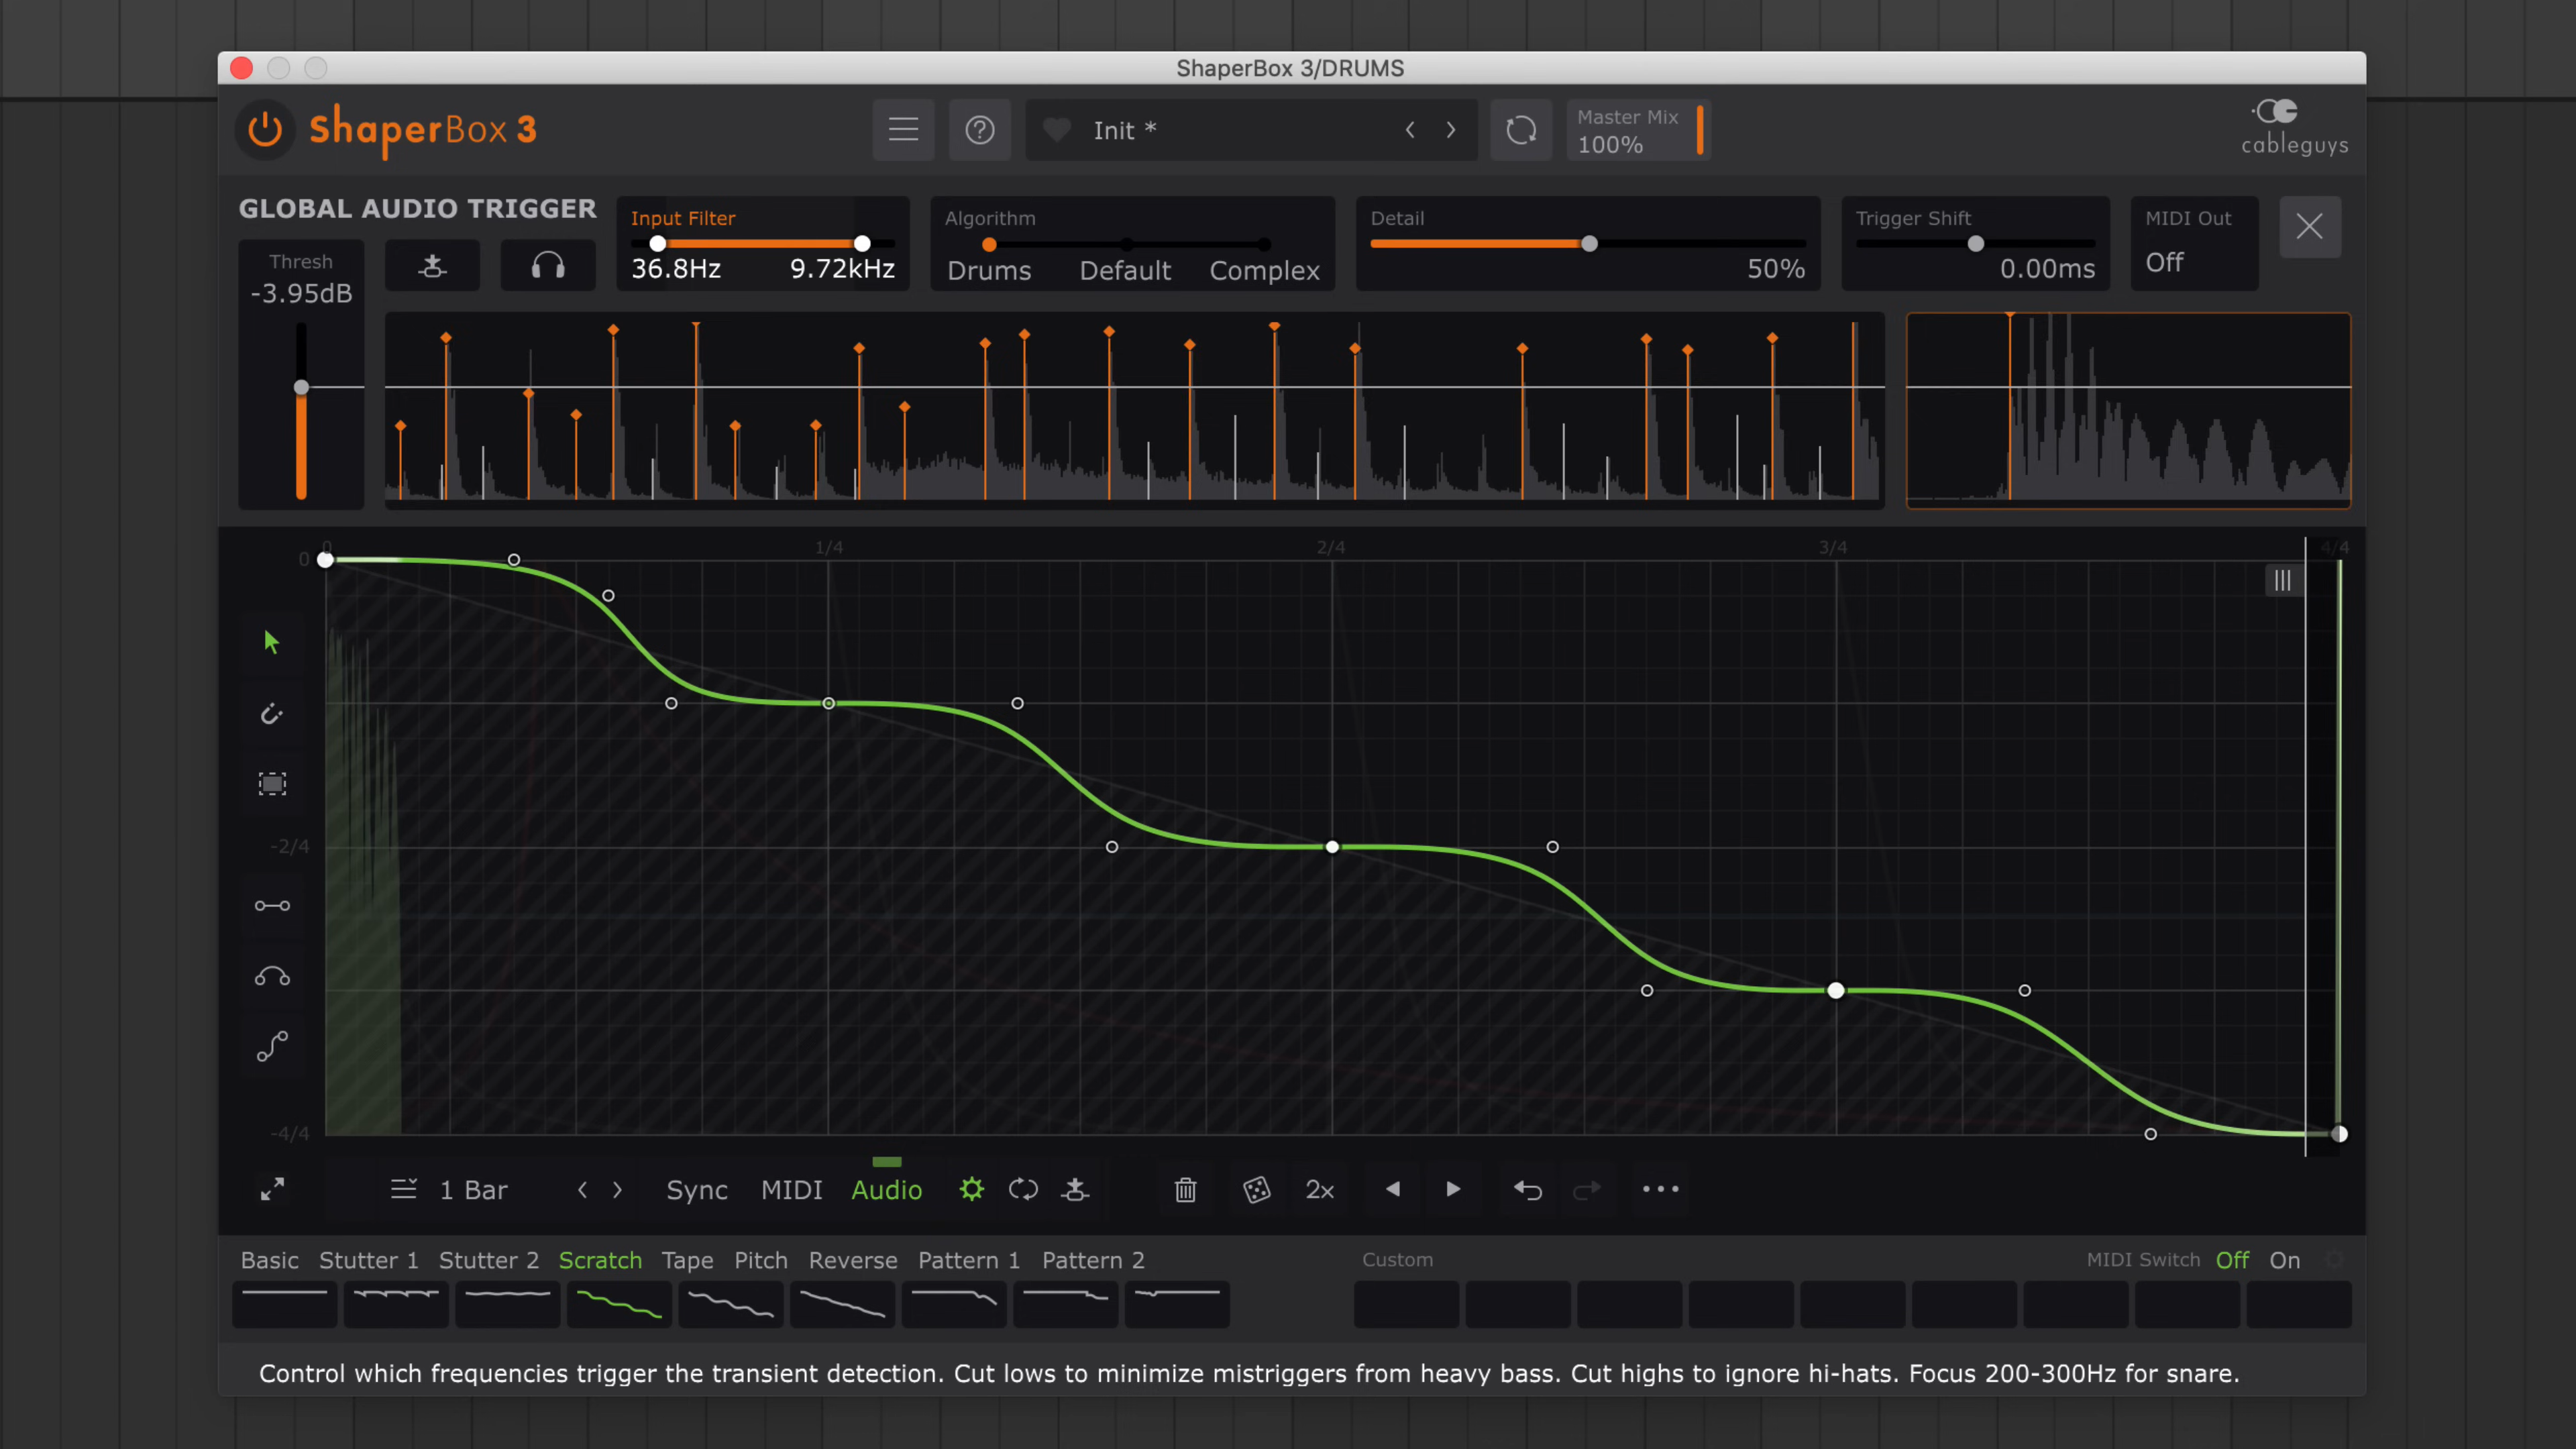 ShaperBox 3/DRUMS
ShaperBox 3
Init *
Master Mix
100%
cableguys
GLOBAL AUDIO TRIGGER
Thresh
-3.95dB
Input Filter
36.8Hz 9.72kHz
Algorithm
Drums Default Complex
Detail
50%
Trigger Shift
0.00ms
MIDI Out
Off
0 1/4 2/4 3/4 4/4
0
-2/4
-4/4
1 Bar Sync MIDI Audio 2x
Basic Stutter 1 Stutter 2 Scratch Tape Pitch Reverse Pattern 1 Pattern 2 Custom MIDI Switch Off On
Control which frequencies trigger the transient detection. Cut lows to minimize mistriggers from heavy bass. Cut highs to ignore hi-hats. Focus 200-300Hz for snare.